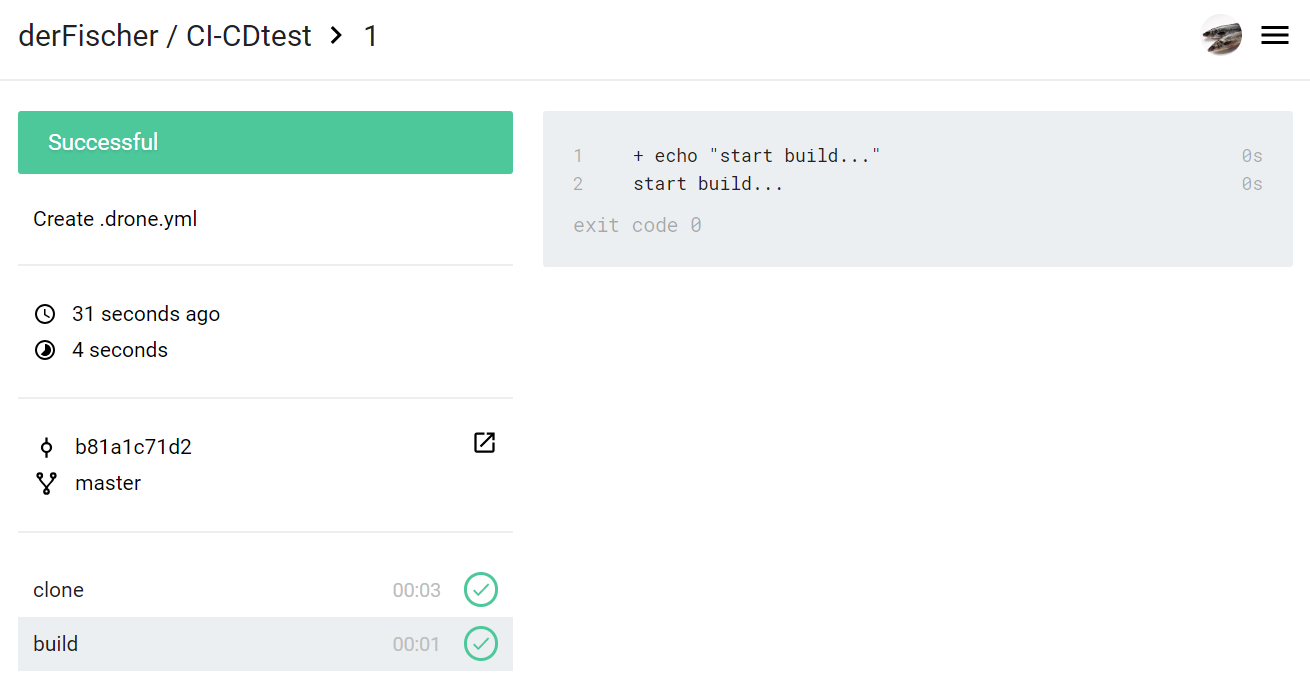 derFischer / CI-CDtest 1
Successful
Create .drone.yml
31 seconds ago
4 seconds
b81a1c71d2
master
clone 00:03
build 00:01
1 + echo "start build..." 0s
2 start build... 0s
exit code 0